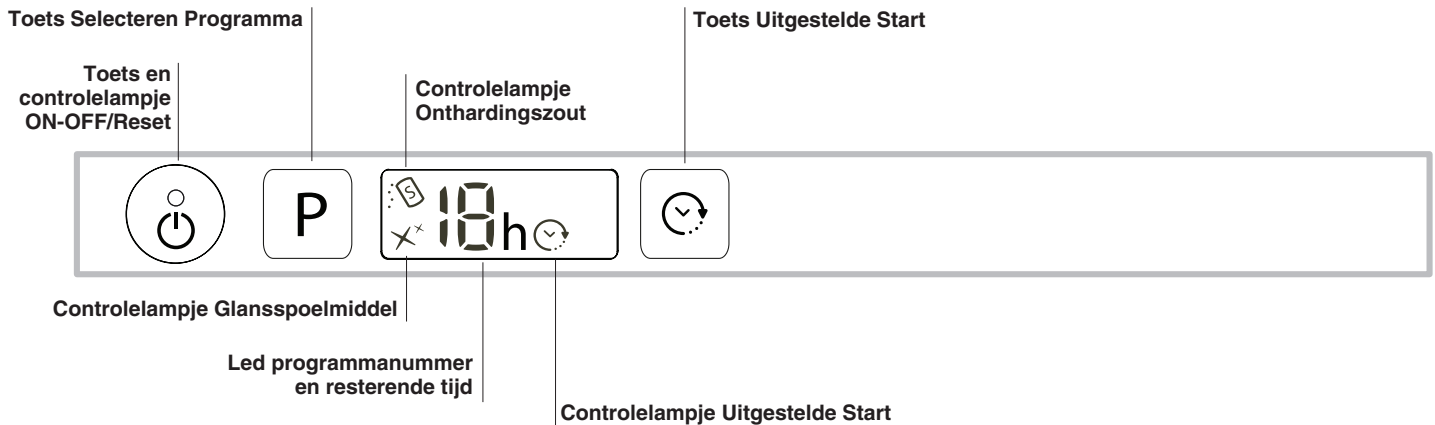 Toets Selecteren Programma
Toets Uitgestelde Start
Toets en
controlelampje
ON-OFF/Reset
Controlelampje
Onthardingszout
P
S
18h
Controlelampje Glansspoelmiddel
Led programmanummer
en resterende tijd
Controlelampje Uitgestelde Start